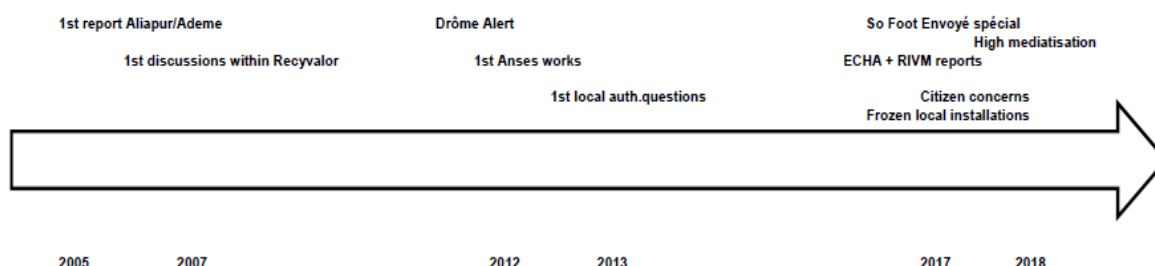 1st report Aliapur/Ademe Drôme Alert So Foot Envoyé spécial
High mediatisation
1st discussions within Recyvalor 1st Anses works ECHA + RIVM reports
1st local auth.questions Citizen concerns
Frozen local installations
2005 2007 2012 2013 2017 2018